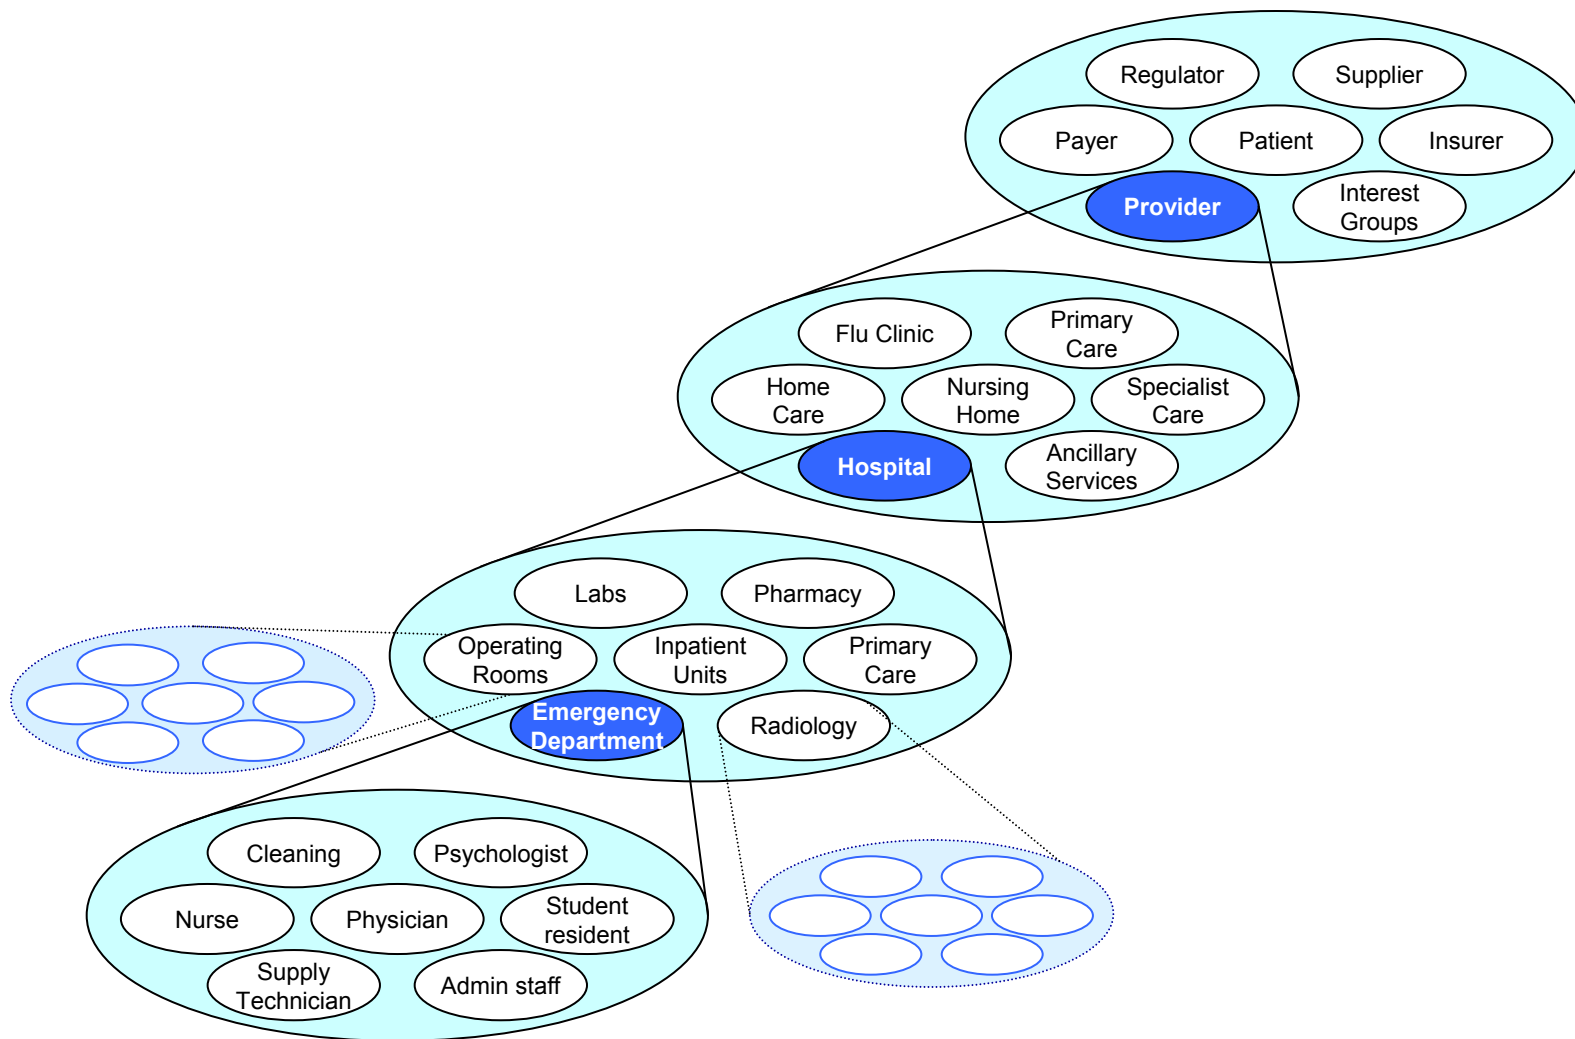 Regulator
Supplier
Payer
Patient
Insurer
Provider
Interest
Groups
Flu Clinic
Primary
Care
Home
Care
Nursing
Home
Specialist
Care
Hospital
Ancillary
Services
Labs
Pharmacy
Operating
Rooms
Inpatient
Units
Primary
Care
Emergency
Department
Radiology
Cleaning
Psychologist
Nurse
Physician
Student
resident
Supply
Technician
Admin staff